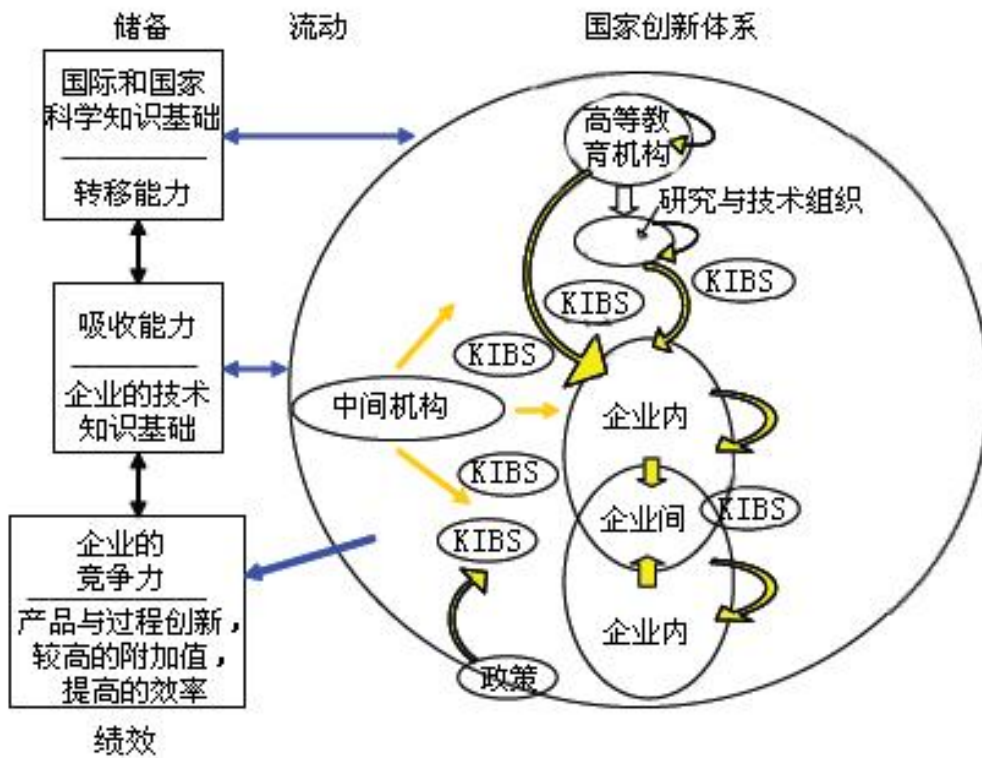 储备
流动
国家创新体系
国际和国家
科学知识基础
转移能力
吸收能力
企业的技术
知识基础
企业的
竞争力
产品与过程创新，
较高的附加值，
提高的效率
绩效
高等教
育机构
研究与技术组织
KIBS
KIBS
KIBS
中间机构
企业内
KIBS
KIBS
企业间
KIBS
企业内
政策